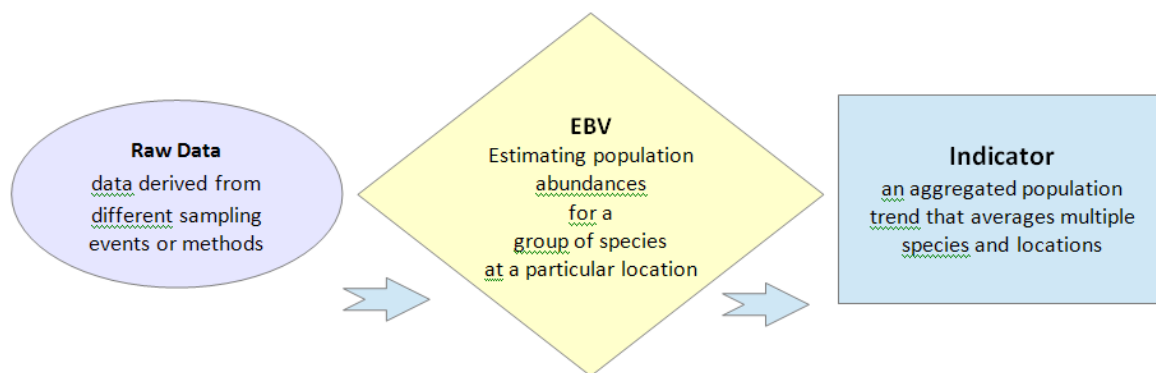 Raw Data
data derived from
different sampling
events or methods
EBV
Estimating population
abundances
for a
group of species
at a particular location
Indicator
an aggregated population
trend that averages multiple
species and locations